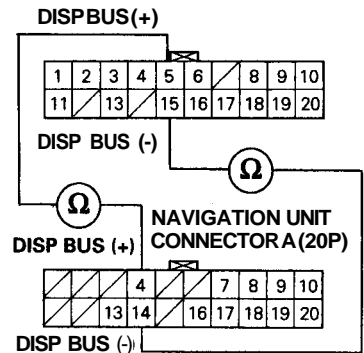 DISP BUS (+)
1 2 3 4 5 6 8 9 10
11 13 15 16 17 18 19 20
DISP BUS (-)
Ω
Ω
NAVIGATION UNIT
CONNECTOR A (20P)
DISP BUS (+)
4 7 8 9 10
13 14 16 17 18 19 20
DISP BUS (-)